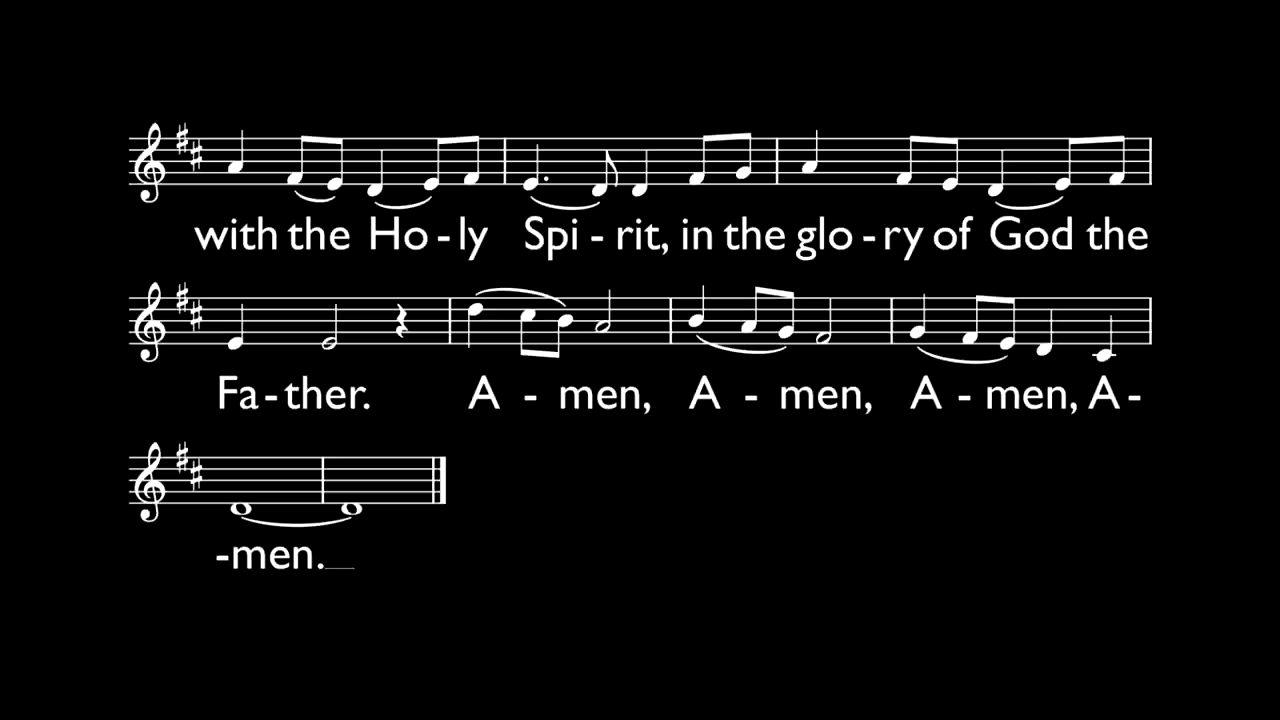 with the Ho - ly Spi - rit, in the glo - ry of God the
Fa - ther. A - men, A - men, A - men, A -
-men.